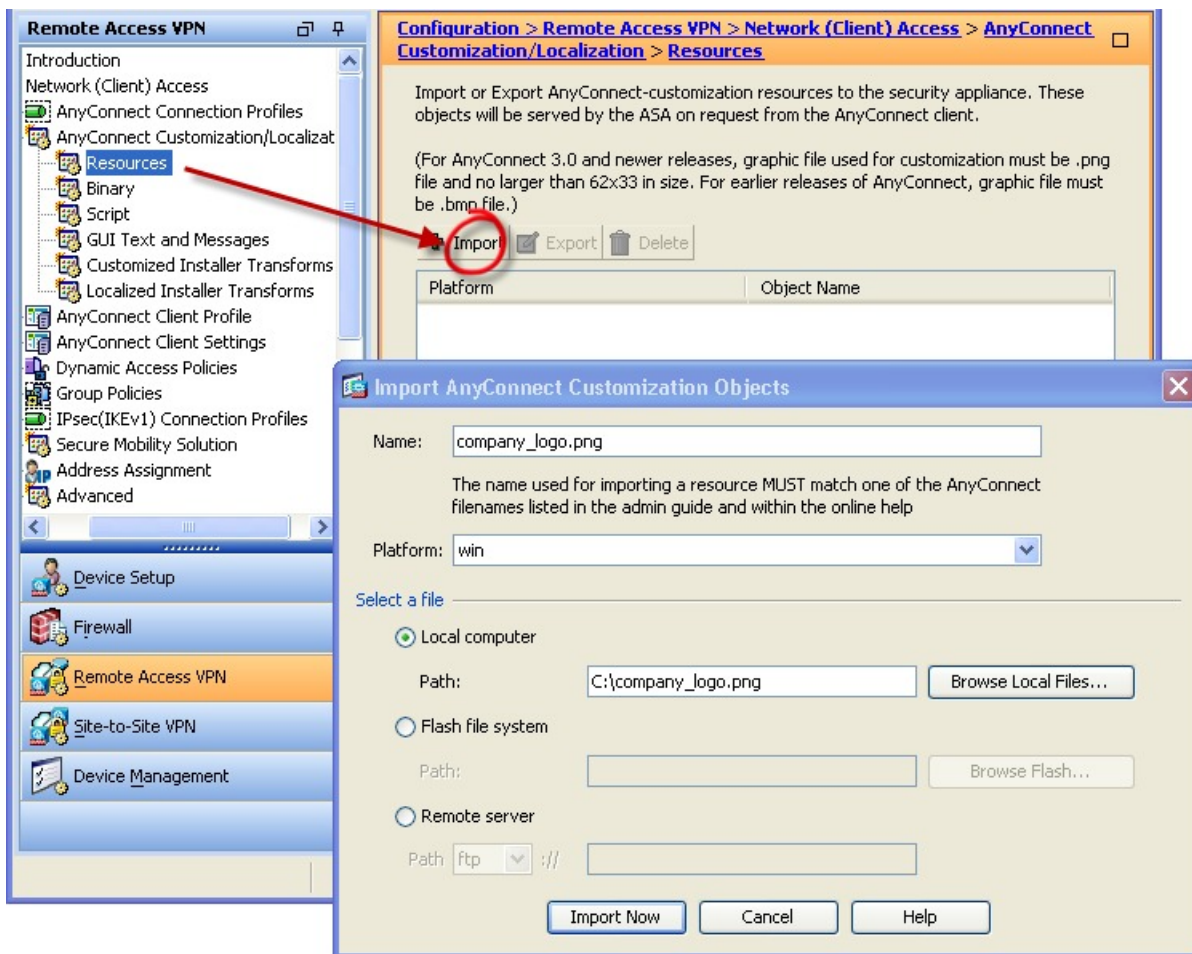 Remote Access VPN
Introduction
Network (Client) Access
AnyConnect Connection Profiles
AnyConnect Customization/Localizat
Resources
Binary
Script
GUI Text and Messages
Customized Installer Transforms
Localized Installer Transforms
AnyConnect Client Profile
AnyConnect Client Settings
Dynamic Access Policies
Group Policies
IPsec(IKEv1) Connection Profiles
Secure Mobility Solution
Address Assignment
Advanced
Device Setup
Firewall
Remote Access VPN
Site-to-Site VPN
Device Management
Configuration > Remote Access VPN > Network (Client) Access > AnyConnect
Customization/Localization > Resources
Import or Export AnyConnect-customization resources to the security appliance. These
objects will be served by the ASA on request from the AnyConnect client.
(For AnyConnect 3.0 and newer releases, graphic file used for customization must be .png
file and no larger than 62x33 in size. For earlier releases of AnyConnect, graphic file must
be .bmp file.)
Import Export Delete
Platform Object Name
Import AnyConnect Customization Objects
Name: company_logo.png
The name used for importing a resource MUST match one of the AnyConnect
filenames listed in the admin guide and within the online help
Platform: win
Select a file
Local computer
Path: C:\company_logo.png Browse Local Files...
Flash file system
Path: Browse Flash...
Remote server
Path ftp ://
Import Now Cancel Help